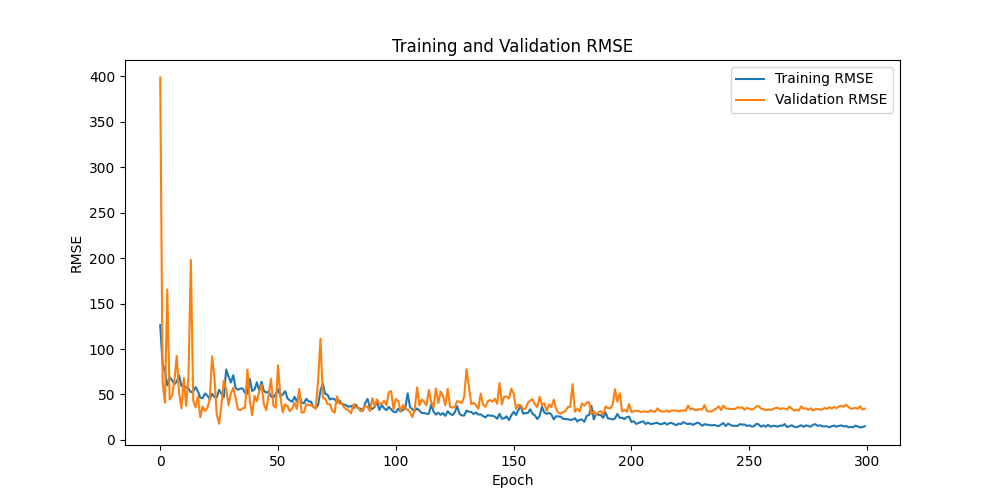 Training and Validation RMSE
Training RMSE
Validation RMSE
400
350
300
250
200
150
100
50
0
RMSE
0 50 100 150 200 250 300
Epoch